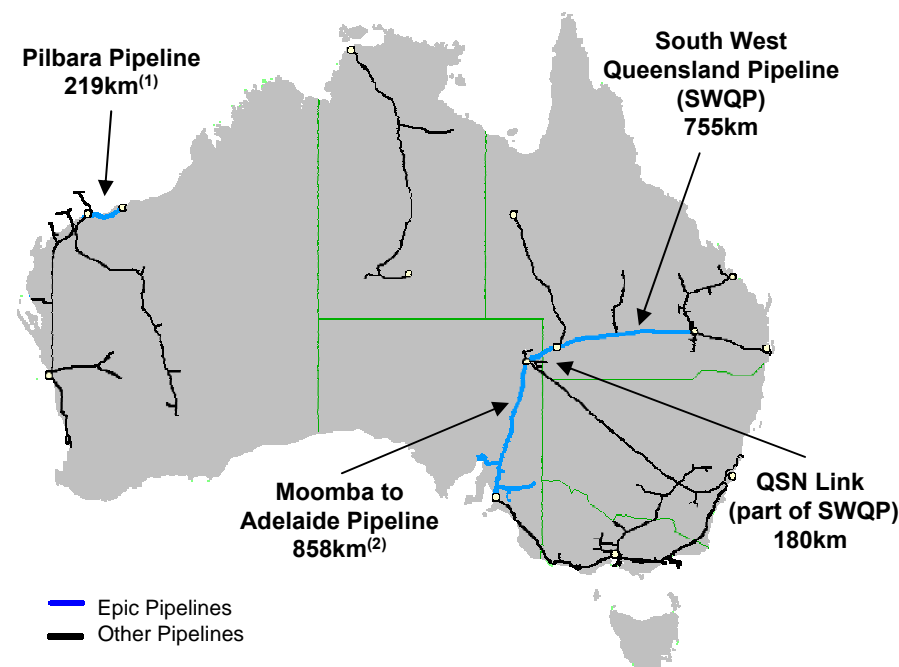 Pilbara Pipeline
219km(1)
South West
Queensland Pipeline
(SWQP)
755km
Moomba to
Adelaide Pipeline
858km(2)
QSN Link
(part of SWQP)
180km
Epic Pipelines
Other Pipelines